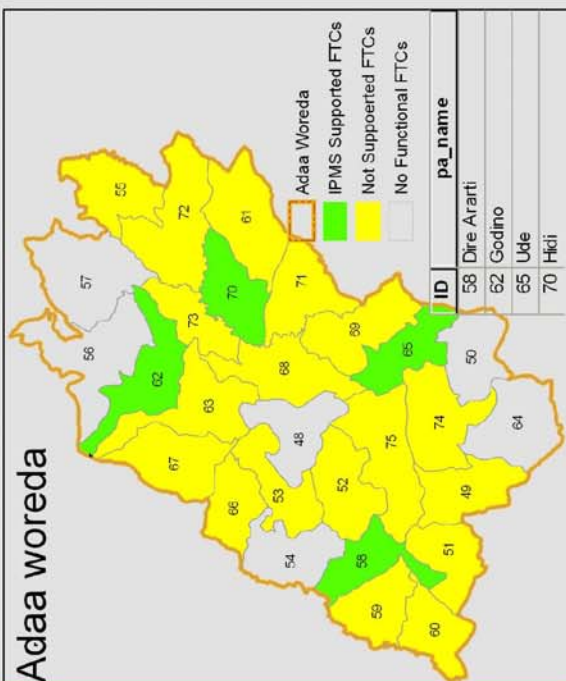 Adaa woreda
55
57
72
56
61
70
73
62
71
69
68
65
63
50
48
67
74
64
75
53
52
66
49
54
58
51
59
60
Adaa Woreda
IPMS Supported FTCs
Not Suppoerted FTCs
No Functional FTCs
ID pa_name
58 Dire Ararti
62 Godino
65 Ude
70 Hidi